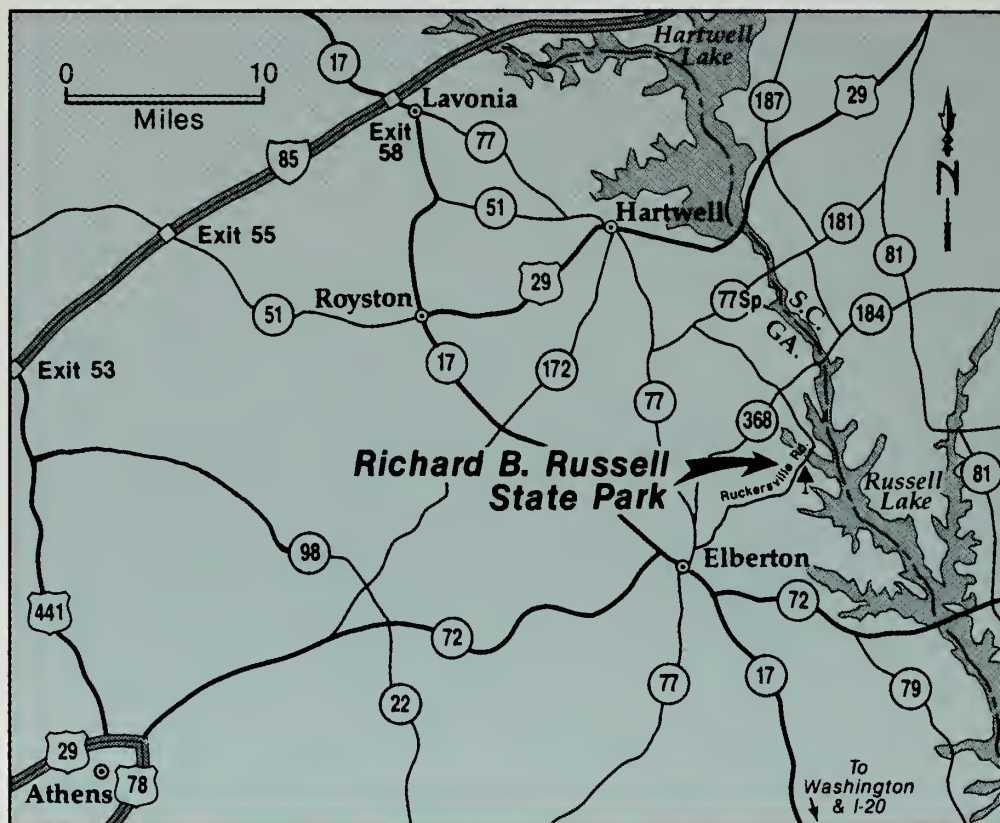 0 10
Miles
17
Lavonia
Exit
58
77
85
Hartwell
Lake
187
29
N
51
Hartwell
Exit 55
181
81
29
Royston
51
77Sp.
S.C.
GA.
184
Exit 53
17
172
77
368
Richard B. Russell
State Park
Ruckersville Rd.
Russell
Lake
81
98
Elberton
441
72
72
77
17
79
22
29
78
Athens
To
Washington
& I-20